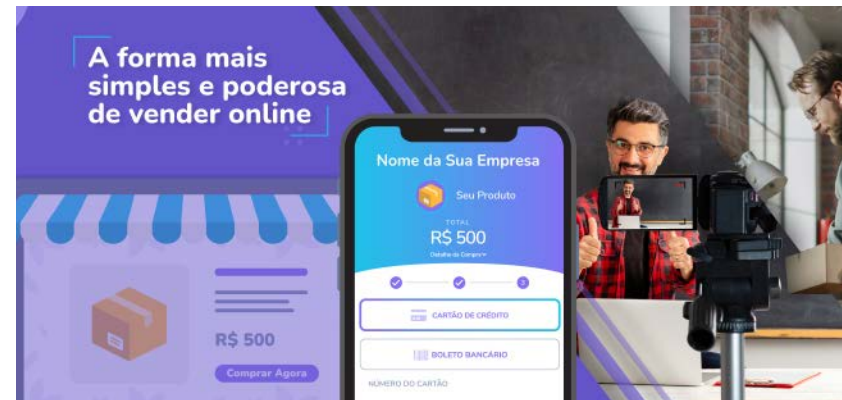 A forma mais
simples e poderosa
de vender online
Nome da Sua Empresa
Seu Produto
TOTAL
R$ 500
Detalhe da Compra
3
CARTÃO DE CRÉDITO
BOLETO BANCÁRIO
NÚMERO DO CARTÃO
R$ 500
Comprar Agora